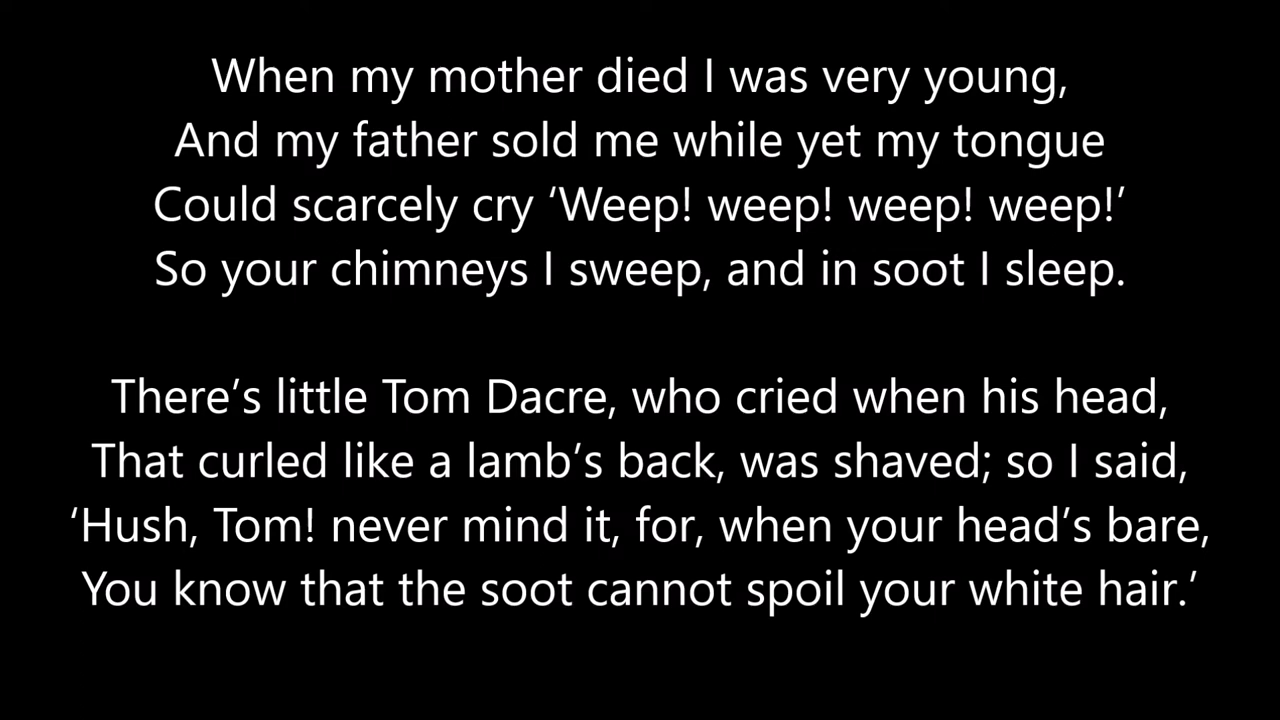 When my mother died I was very young,
And my father sold me while yet my tongue
Could scarcely cry ‘Weep! weep! weep! weep!’
So your chimneys I sweep, and in soot I sleep.

There’s little Tom Dacre, who cried when his head,
That curled like a lamb’s back, was shaved; so I said,
‘Hush, Tom! never mind it, for, when your head’s bare,
You know that the soot cannot spoil your white hair.’